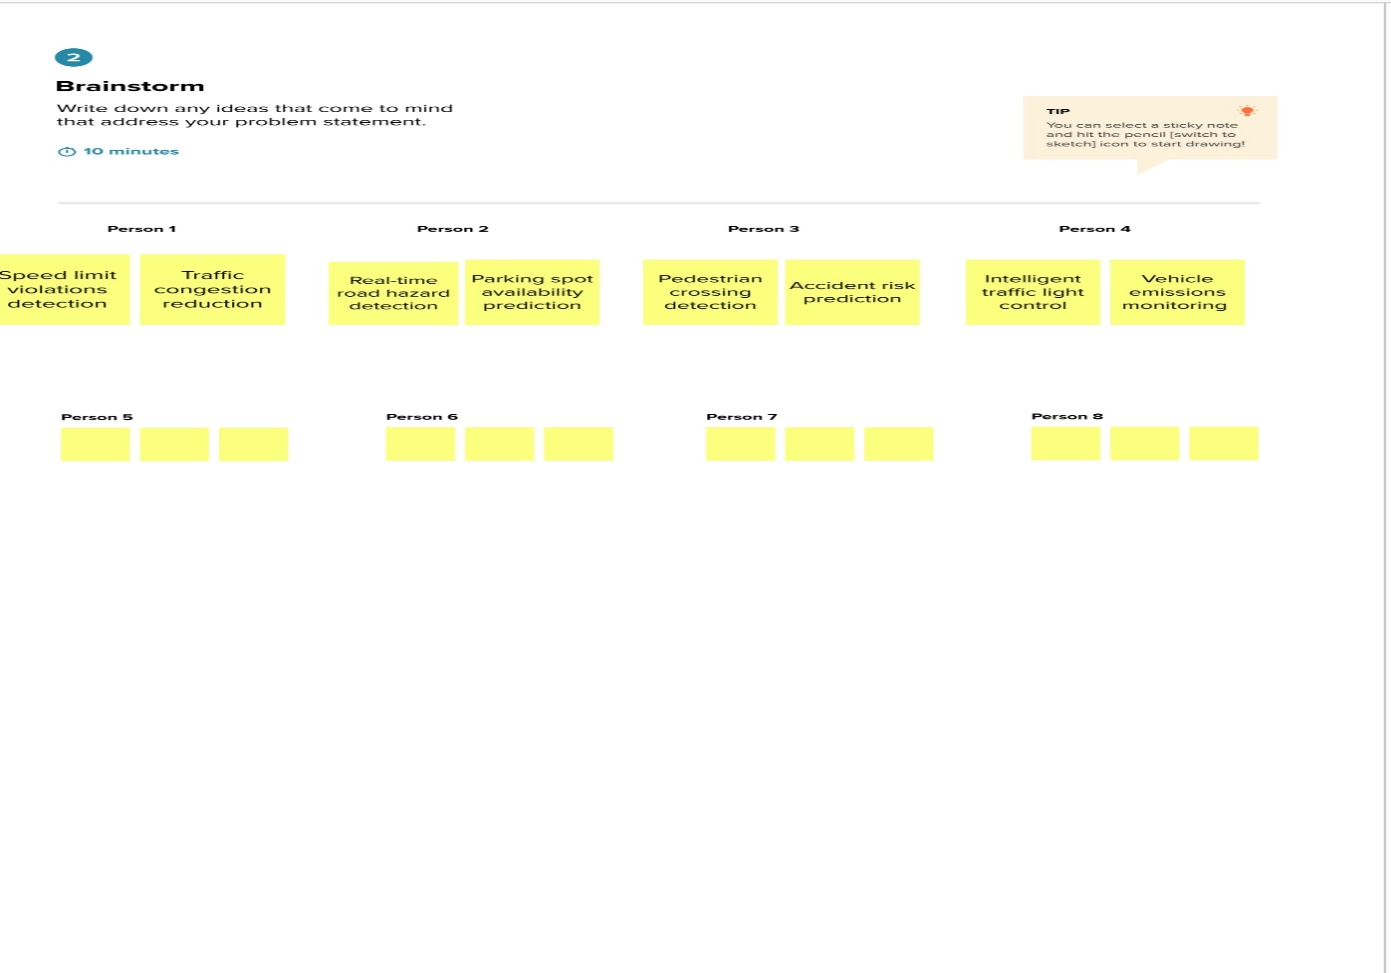 2
Brainstorm
Write down any ideas that come to mind
that address your problem statement.
10 minutes
TIP
You can select a sticky note
and hit the pencil [switch to
sketch] icon to start drawing!
Person 1
Speed limit
violations
detection
Traffic
congestion
reduction
Person 2
Real-time
road hazard
detection
Parking spot
availability
prediction
Person 3
Pedestrian
crossing
detection
Accident risk
prediction
Person 4
Intelligent
traffic light
control
Vehicle
emissions
monitoring
Person 5
Person 6
Person 7
Person 8